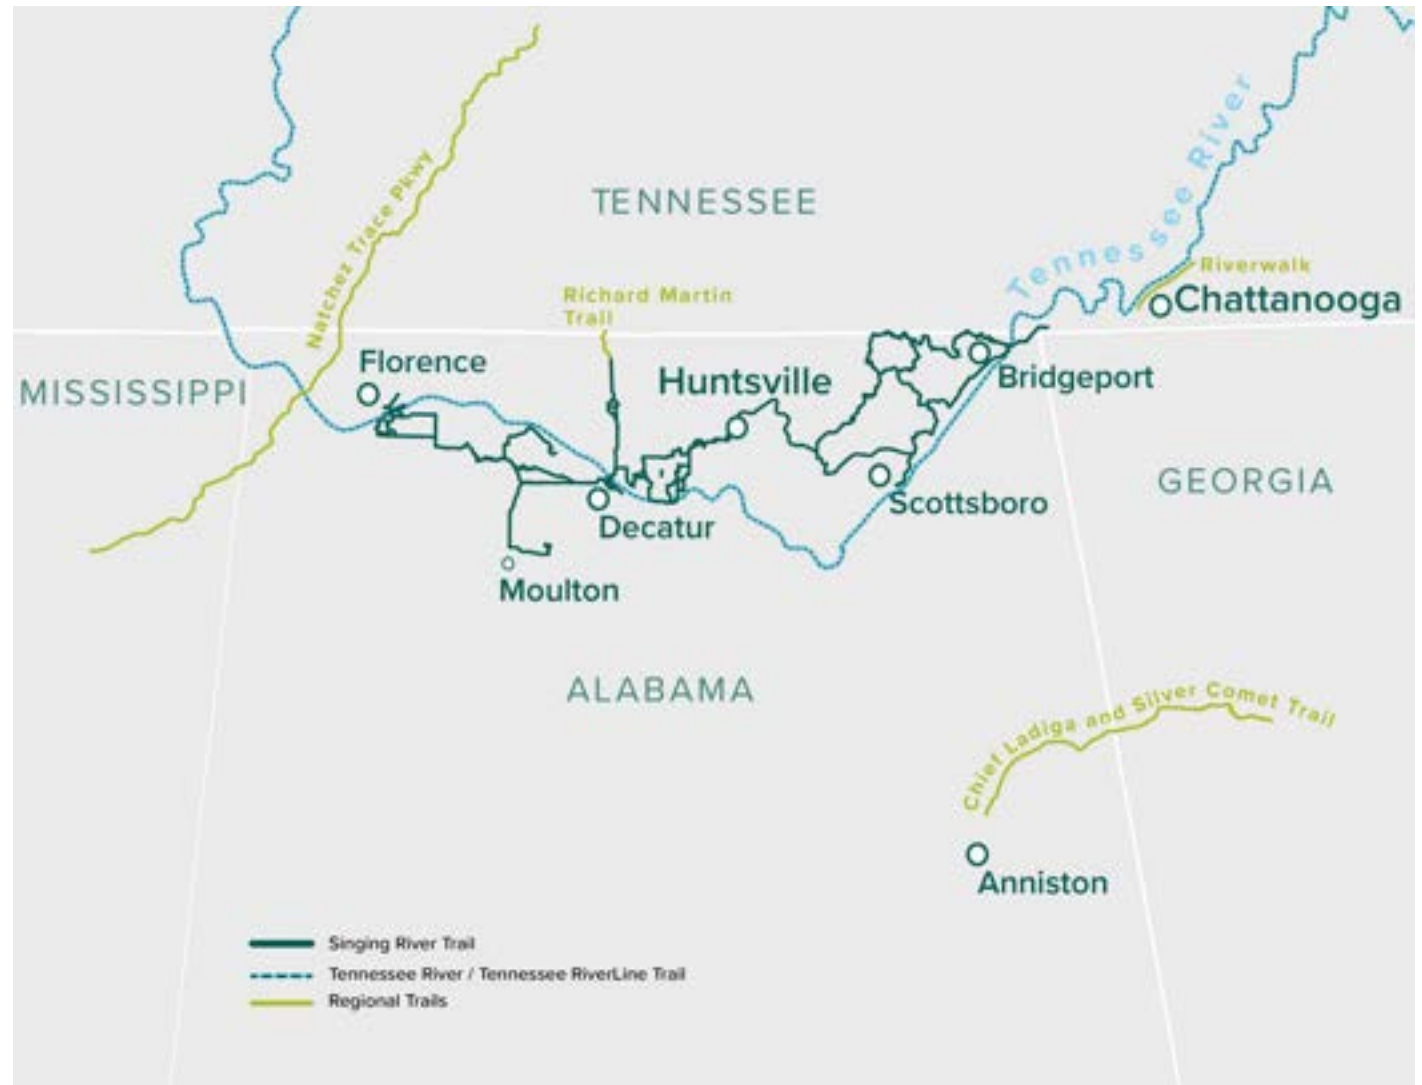 Tennessee River
Natchez Trace Pkwy
TENNESSEE
Riverwalk
Chattanooga
Richard Martin
Trail
Florence
Huntsville
Bridgeport
MISSISSIPPI
GEORGIA
Scottsboro
Decatur
Moulton
ALABAMA
Chief Ladiga and Silver Comet Trail
Anniston
Singing River Trail
Tennessee River / Tennessee RiverLine Trail
Regional Trails